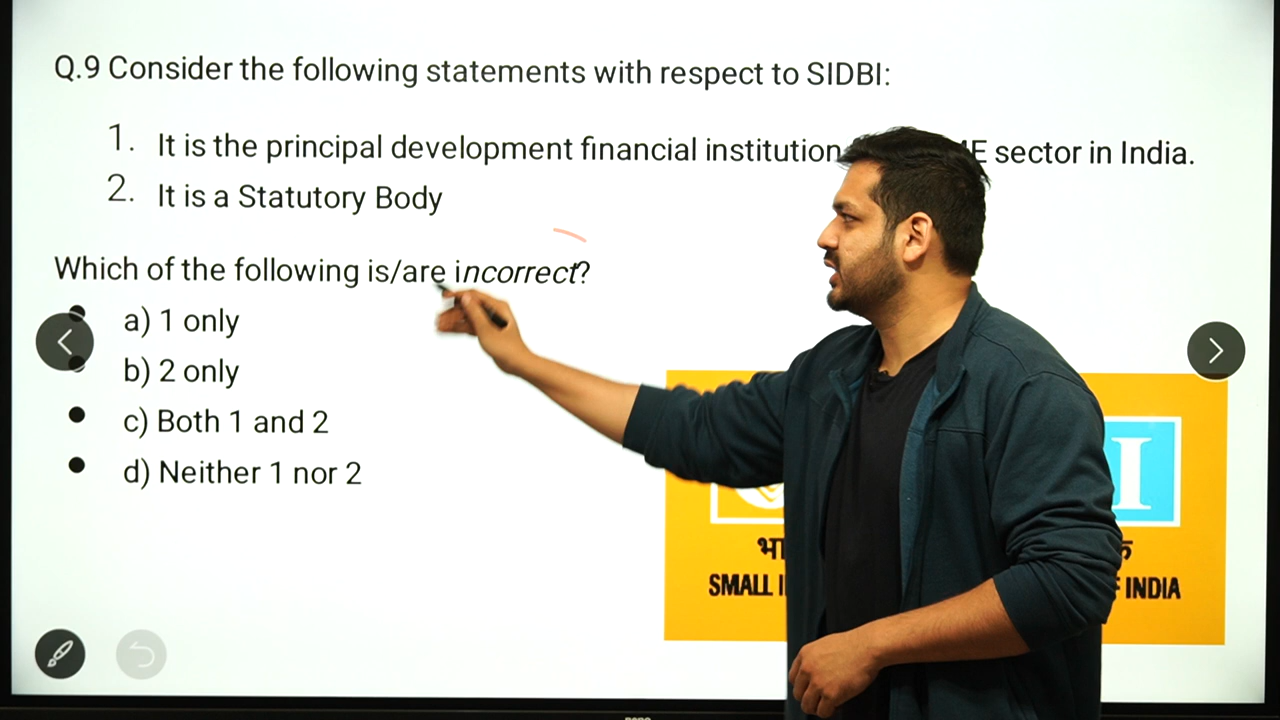 Q.9 Consider the following statements with respect to SIDBI:
1. It is the principal development financial institution sector in India.
2. It is a Statutory Body
Which of the following is/are incorrect?
a) 1 only
b) 2 only
c) Both 1 and 2
d) Neither 1 nor 2
I
SMALL INDIA